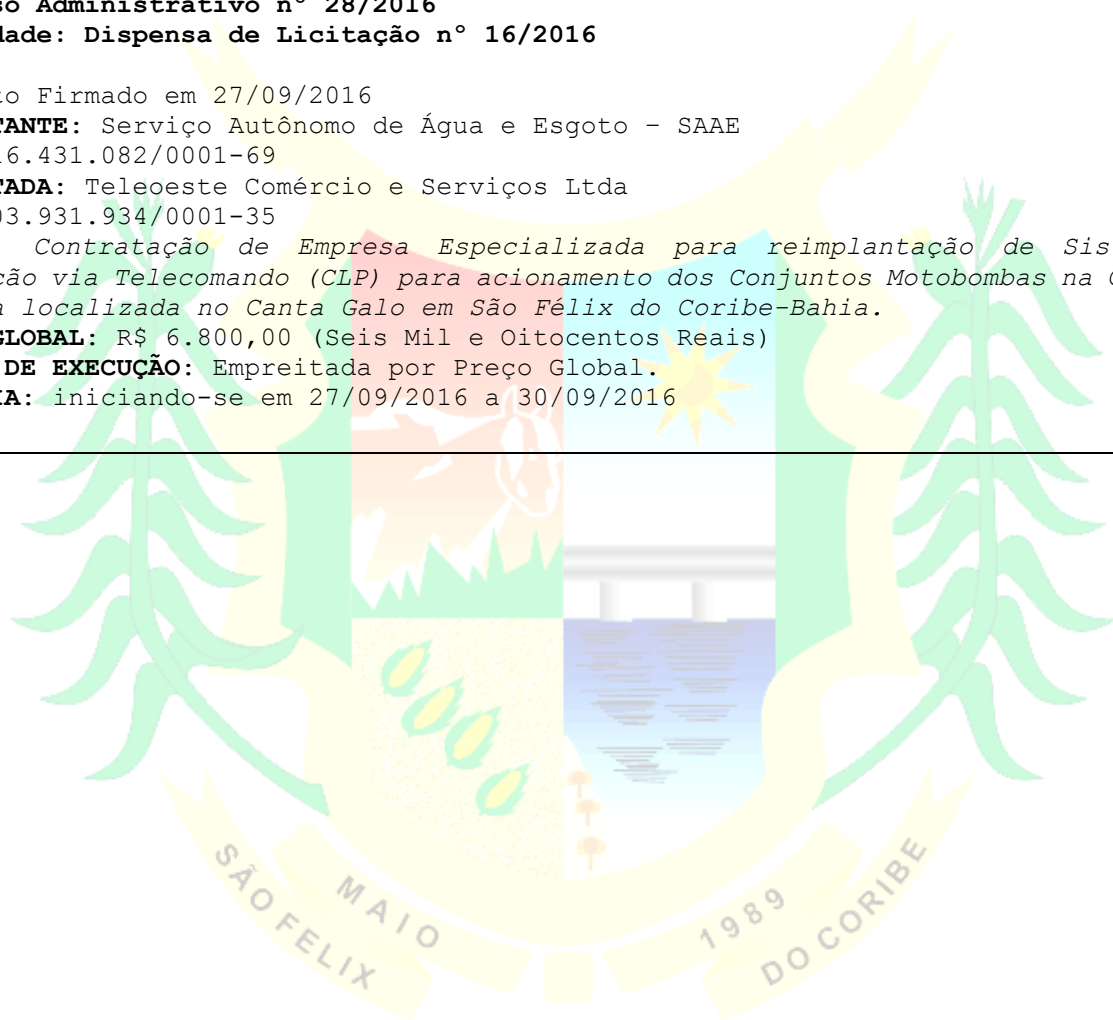 so Administrativo nº 28/2016
dade: Dispensa de Licitação nº 16/2016
to Firmado em 27/09/2016
TANTE: Serviço Autônomo de Água e Esgoto – SAAE
16.431.082/0001-69
TADA: Teleoeste Comércio e Serviços Ltda
03.931.934/0001-35
Contratação de Empresa Especializada para reimplantação de Sis
ção via Telecomando (CLP) para acionamento dos Conjuntos Motobombas na
a localizada no Canta Galo em São Félix do Coribe-Bahia.
GLOBAL: R$ 6.800,00 (Seis Mil e Oitocentos Reais)
DE EXECUÇÃO: Empreitada por Preço Global.
IA: iniciando-se em 27/09/2016 a 30/09/2016
SÃO FELIX MAIO 1989 DO CORIBE